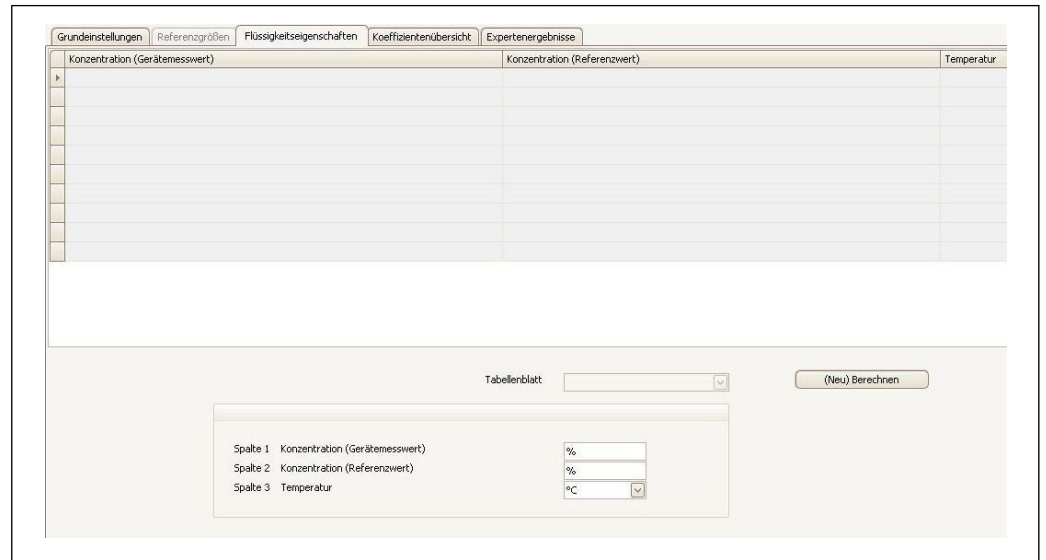 Grundeinstellungen Referenzgrößen Flüssigkeitseigenschaften Koeffizientenübersicht Expertenergebnisse
Konzentration (Gerätemesswert) Konzentration (Referenzwert) Temperatur
Tabellenblatt (Neu) Berechnen
Spalte 1 Konzentration (Gerätemesswert) %
Spalte 2 Konzentration (Referenzwert) %
Spalte 3 Temperatur °C